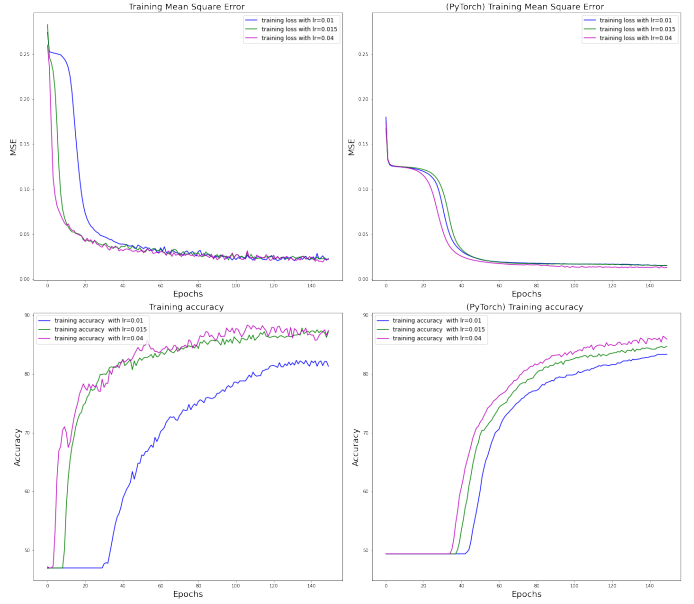 Training Mean Square Error
training loss with lr=0.01
training loss with lr=0.015
training loss with lr=0.04
0.25
0.20
0.15
0.10
0.05
0.00
MSE
0 20 40 60 80 100 120 140
Epochs
(PyTorch) Training Mean Square Error
training loss with lr=0.01
training loss with lr=0.015
training loss with lr=0.04
0.25
0.20
0.15
0.10
0.05
0.00
MSE
0 20 40 60 80 100 120 140
Epochs
Training accuracy
training accuracy with lr=0.01
training accuracy with lr=0.015
training accuracy with lr=0.04
90
80
70
60
50
Accuracy
0 20 40 60 80 100 120 140
Epochs
(PyTorch) Training accuracy
training accuracy with lr=0.01
training accuracy with lr=0.015
training accuracy with lr=0.04
90
80
70
60
50
Accuracy
0 20 40 60 80 100 120 140
Epochs